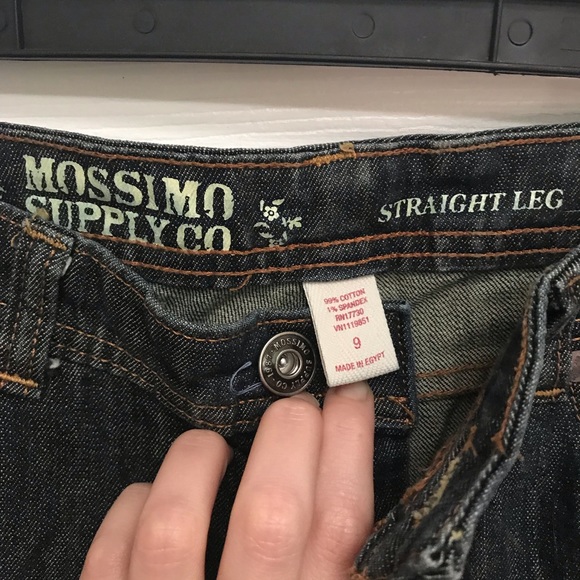 MOSSIMO
SUPPLY CO
STRAIGHT LEG
99% COTTON
1% SPANDEX
RN17730
VN1119851
9
MADE IN EGYPT
MOSSIMO